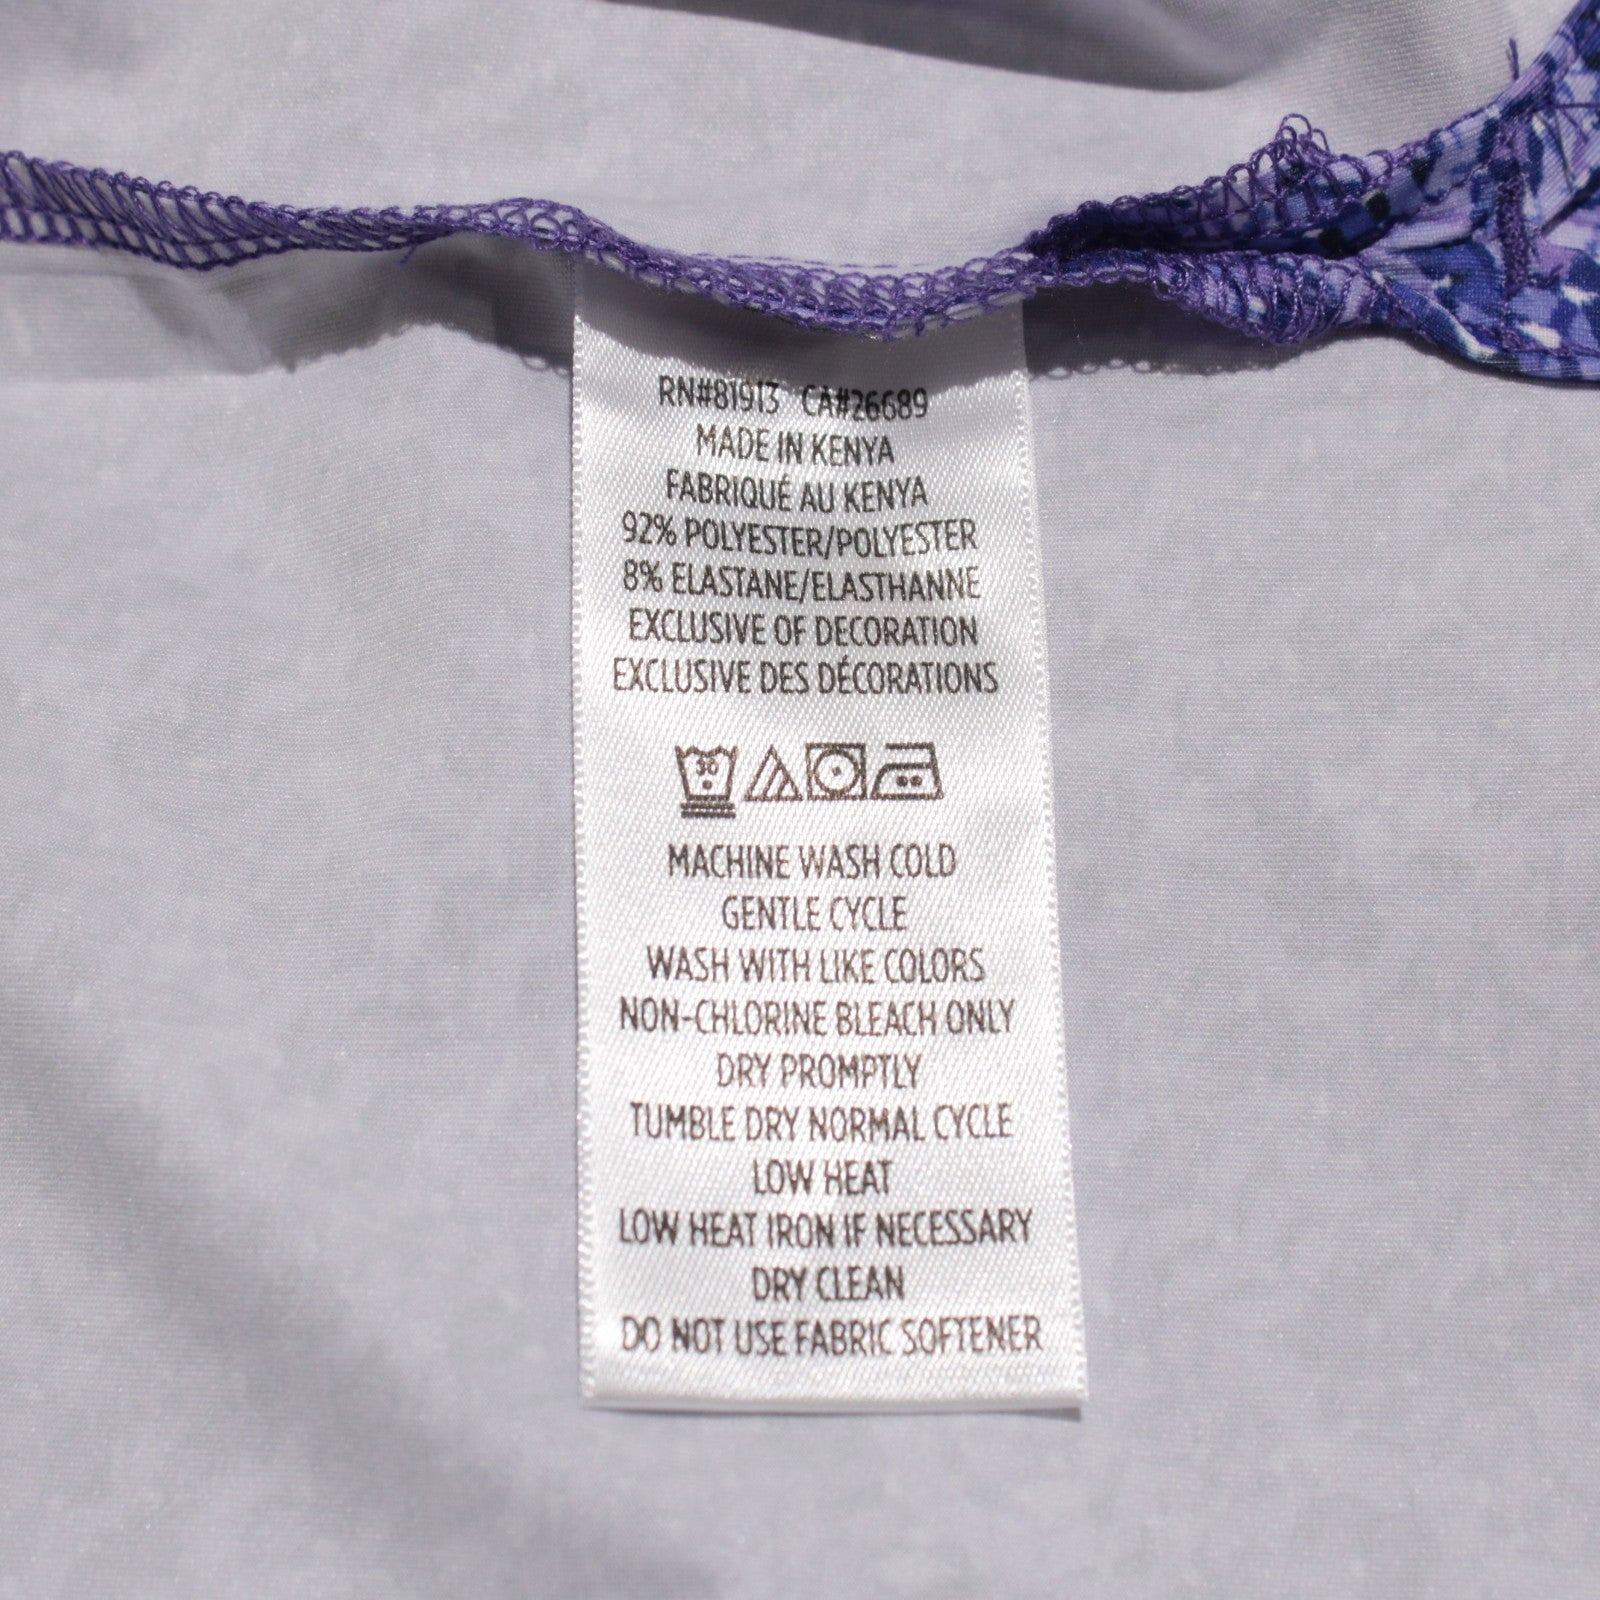 RN#81913 CA#26689
MADE IN KENYA
FABRIQUÉ AU KENYA
92% POLYESTER/POLYESTER
8% ELASTANE/ELASTHANNE
EXCLUSIVE OF DECORATION
EXCLUSIVE DES DÉCORATIONS
30
MACHINE WASH COLD
GENTLE CYCLE
WASH WITH LIKE COLORS
NON-CHLORINE BLEACH ONLY
DRY PROMPTLY
TUMBLE DRY NORMAL CYCLE
LOW HEAT
LOW HEAT IRON IF NECESSARY
DRY CLEAN
DO NOT USE FABRIC SOFTENER